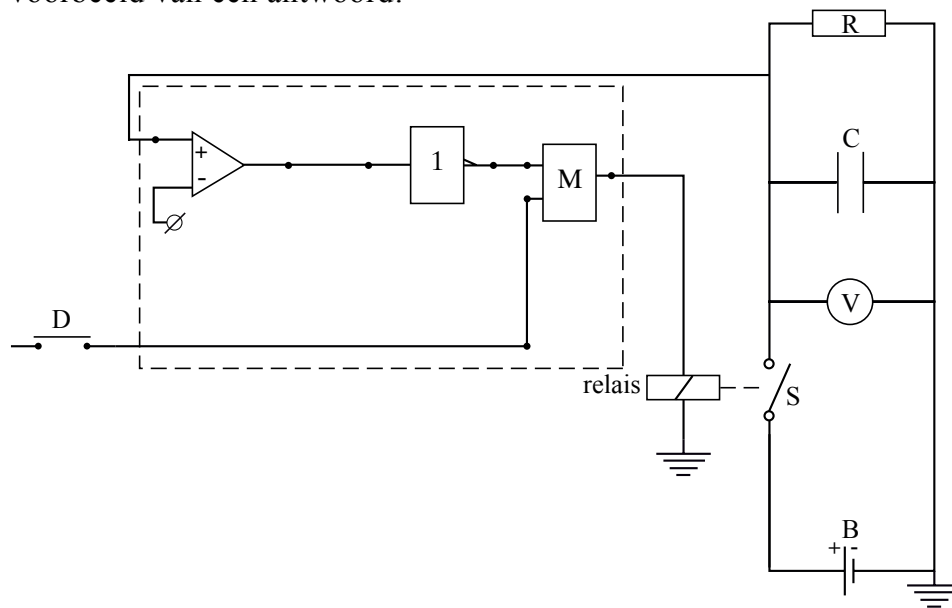 voorbeeld van een antwoord:
R
C
+
-
1
M
V
D
relais
S
B
+ -